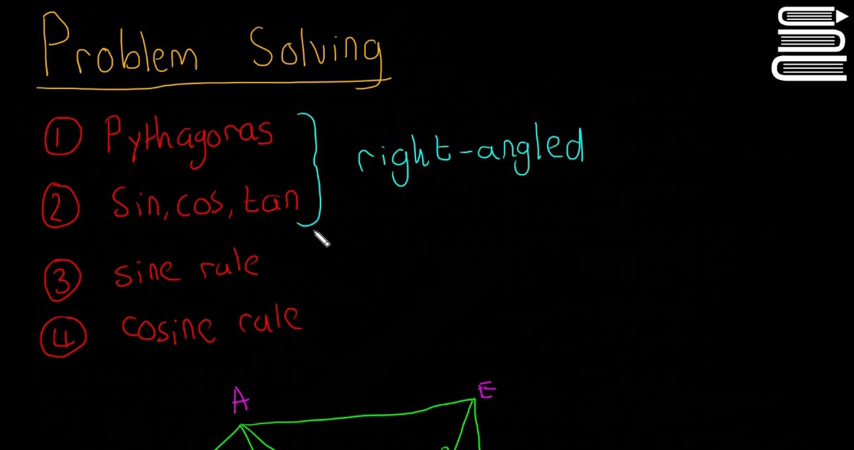 Problem Solving
① Pythagoras
② Sin, cos, tan
right-angled
③ sine rule
④ cosine rule
A
E